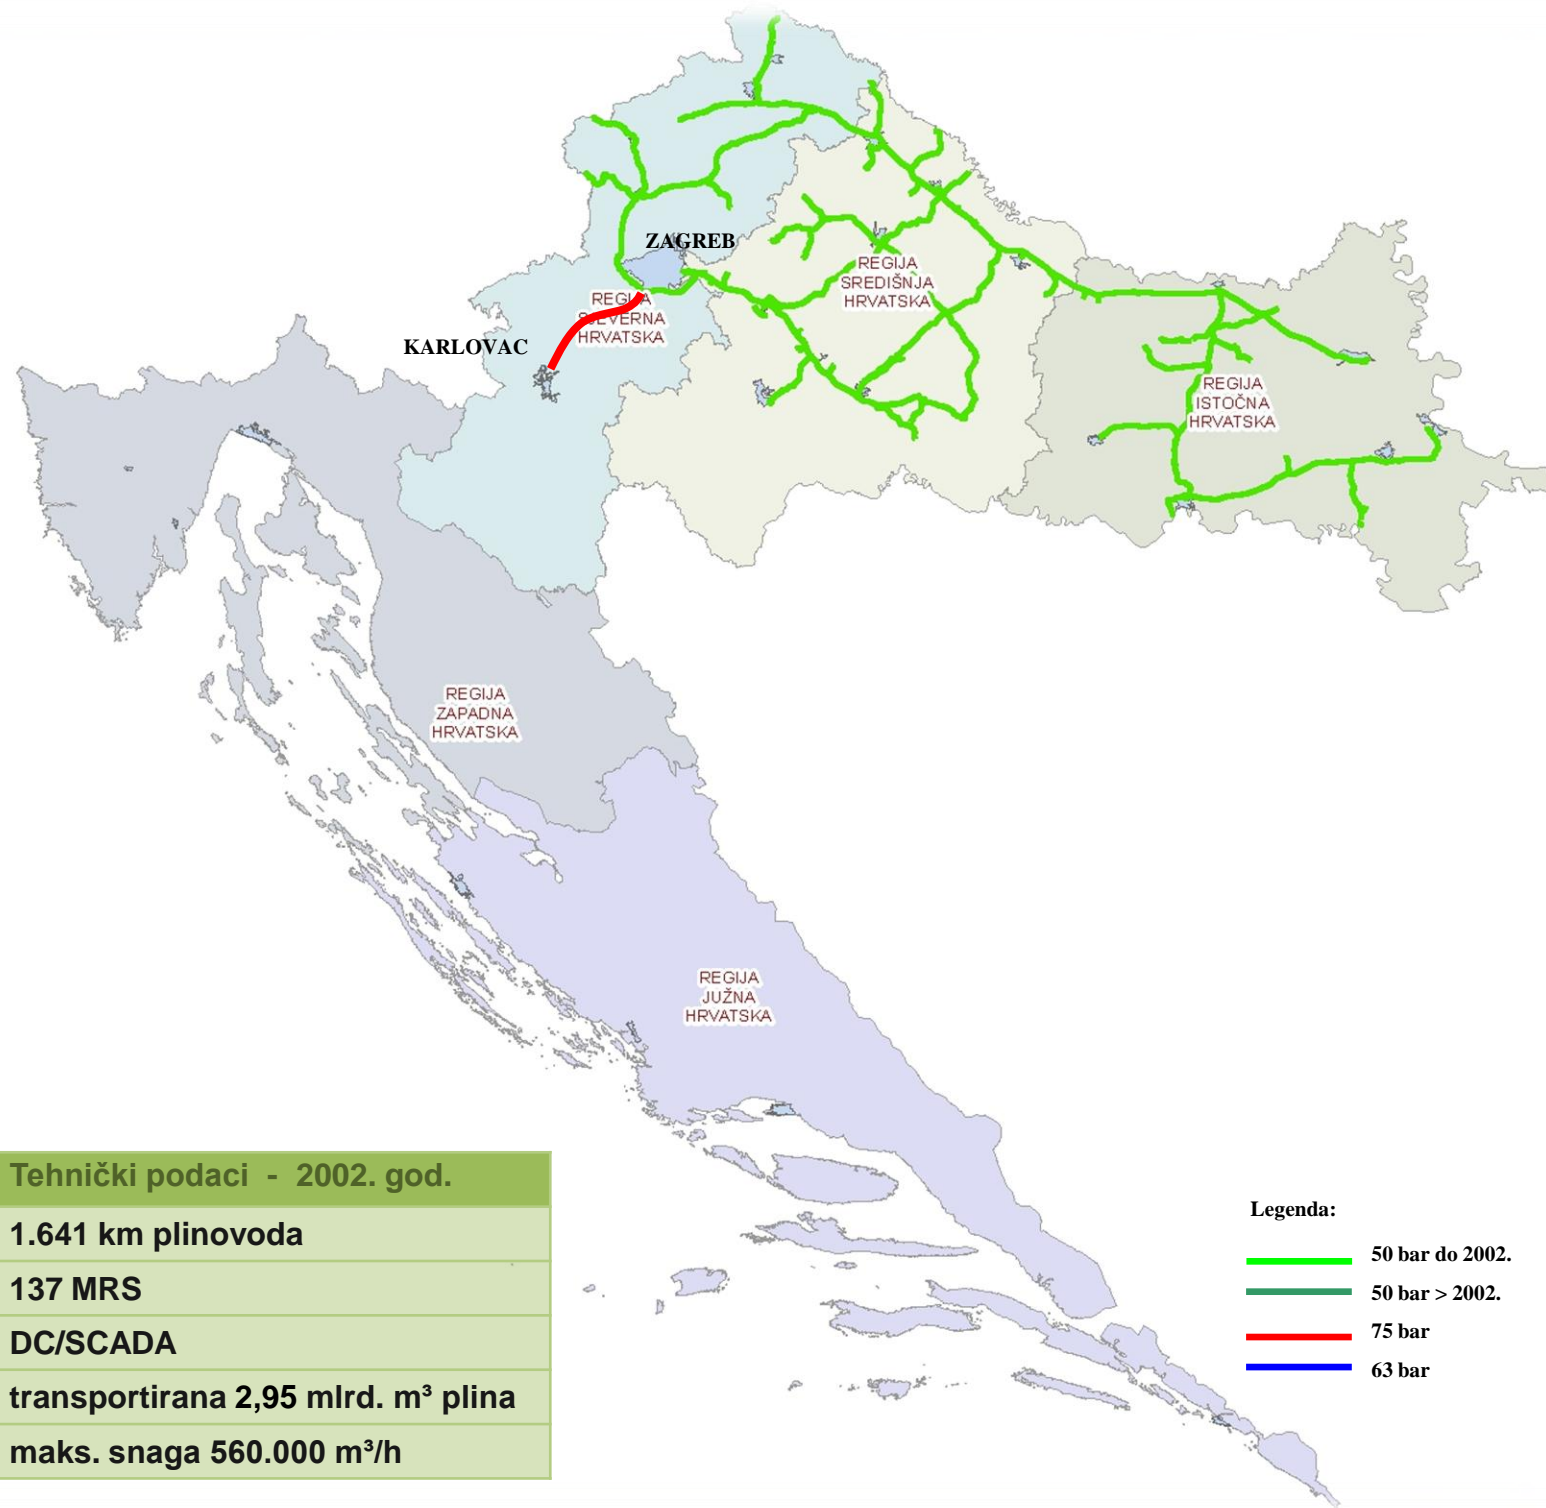 ZAGREB
REGIJA
SREDIŠNJA
HRVATSKA
REGIJA
SJEVERNA
HRVATSKA
KARLOVAC
REGIJA
ISTOČNA
HRVATSKA
REGIJA
ZAPADNA
HRVATSKA
REGIJA
JUŽNA
HRVATSKA
Tehnički podaci - 2002. god.
1.641 km plinovoda
137 MRS
DC/SCADA
transportirana 2,95 mlrd. m³ plina
maks. snaga 560.000 m³/h
Legenda:
50 bar do 2002.
50 bar > 2002.
75 bar
63 bar